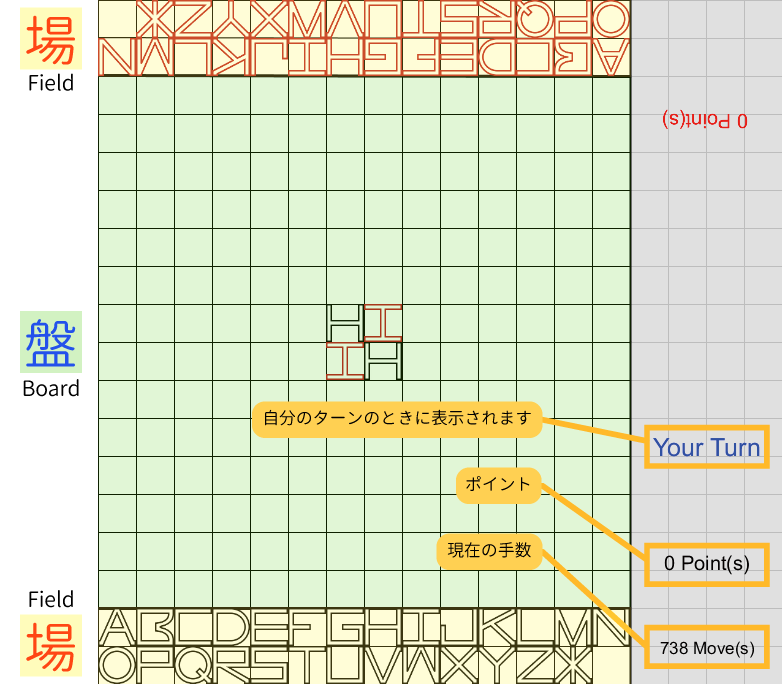 場
Field
A B C D E F G H I J K L M N
O P Q R S T U V W X Y Z Ж
0 Point(s)
H I
I H
盤
Board
自分のターンのときに表示されます
Your Turn
ポイント
0 Point(s)
現在の手数
738 Move(s)
Field
場
A B C D E F G H I J K L M N
O P Q R S T U V W X Y Z Ж